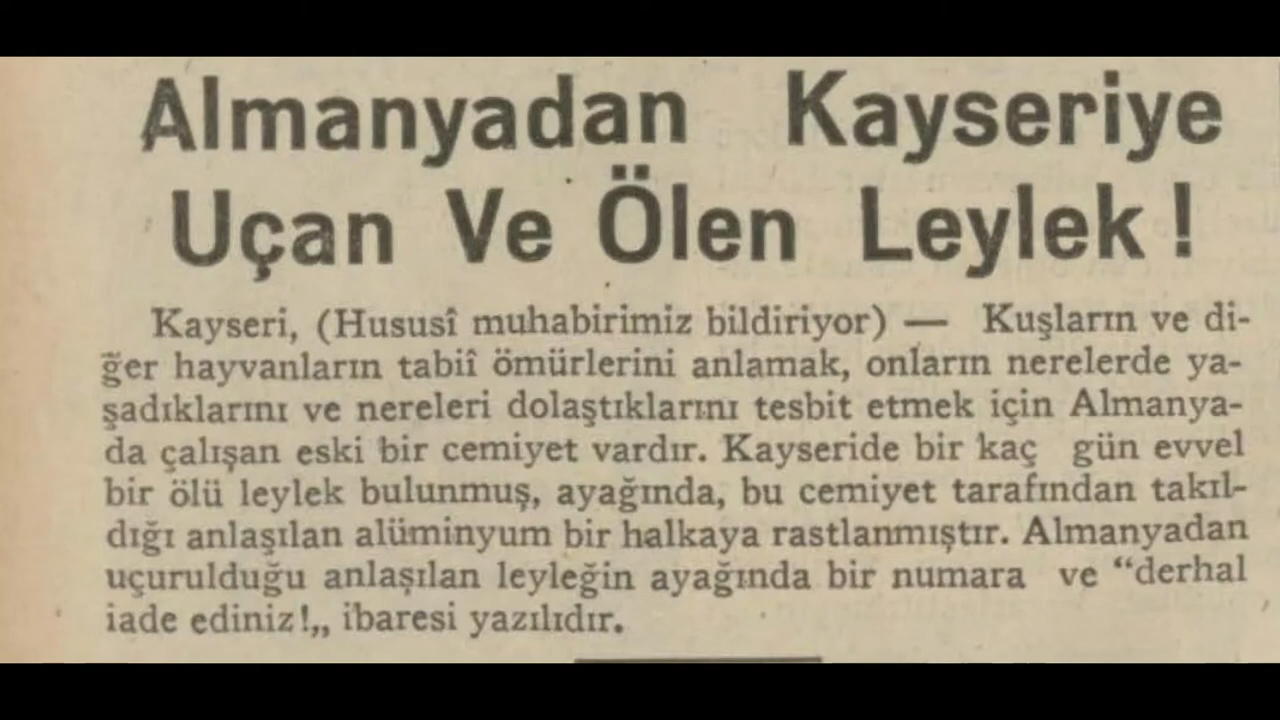 Almanyadan Kayseriye
Uçan Ve Ölen Leylek!
Kayseri, (Hususî muhabirimiz bildiriyor) — Kuşların ve di-
ğer hayvanların tabiî ömürlerini anlamak, onların nerelerde ya-
şadıklarını ve nereleri dolaştıklarını tesbit etmek için Almanya-
da çalışan eski bir cemiyet vardır. Kayseride bir kaç gün evvel
bir ölü leylek bulunmuş, ayağında, bu cemiyet tarafından takıl-
dığı anlaşılan alüminyum bir halkaya rastlanmıştır. Almanyadan
uçurulduğu anlaşılan leyleğin ayağında bir numara ve “derhal
iade ediniz!„ ibaresi yazılıdır.